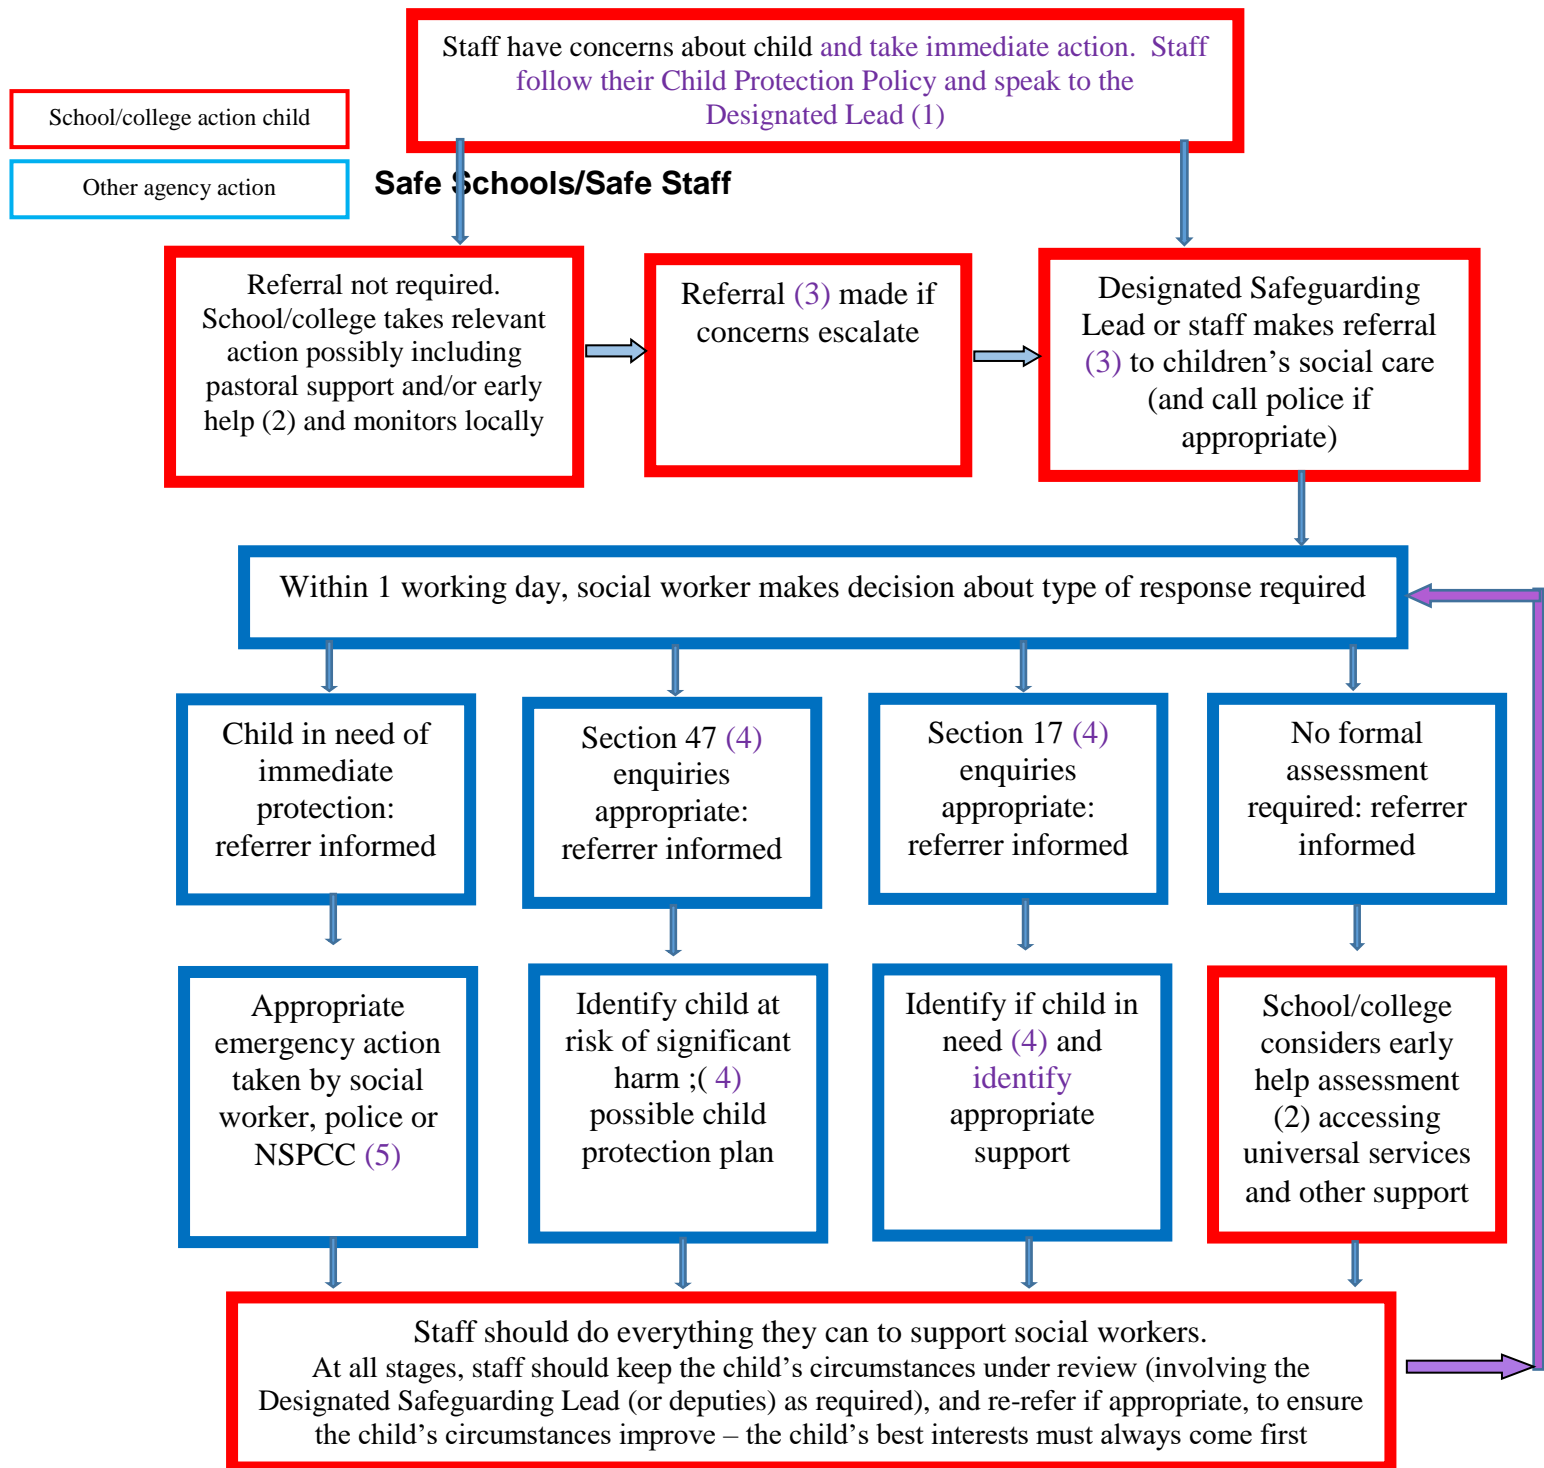 Staff have concerns about child and take immediate action.  Staff
follow their Child Protection Policy and speak to the
Designated Lead (1)
School/college action child
Other agency action
Safe Schools/Safe Staff
Referral not required.
School/college takes relevant
action possibly including
pastoral support and/or early
help (2) and monitors locally
Referral (3) made if
concerns escalate
Designated Safeguarding
Lead or staff makes referral
(3) to children’s social care
(and call police if
appropriate)
Within 1 working day, social worker makes decision about type of response required
Child in need of
immediate
protection:
referrer informed
Section 47 (4)
enquiries
appropriate:
referrer informed
Section 17 (4)
enquiries
appropriate:
referrer informed
No formal
assessment
required: referrer
informed
Appropriate
emergency action
taken by social
worker, police or
NSPCC (5)
Identify child at
risk of significant
harm ;( 4)
possible child
protection plan
Identify if child in
need (4) and
identify
appropriate
support
School/college
considers early
help assessment
(2) accessing
universal services
and other support
Staff should do everything they can to support social workers.
At all stages, staff should keep the child’s circumstances under review (involving the
Designated Safeguarding Lead (or deputies) as required), and re-refer if appropriate, to ensure
the child’s circumstances improve – the child’s best interests must always come first